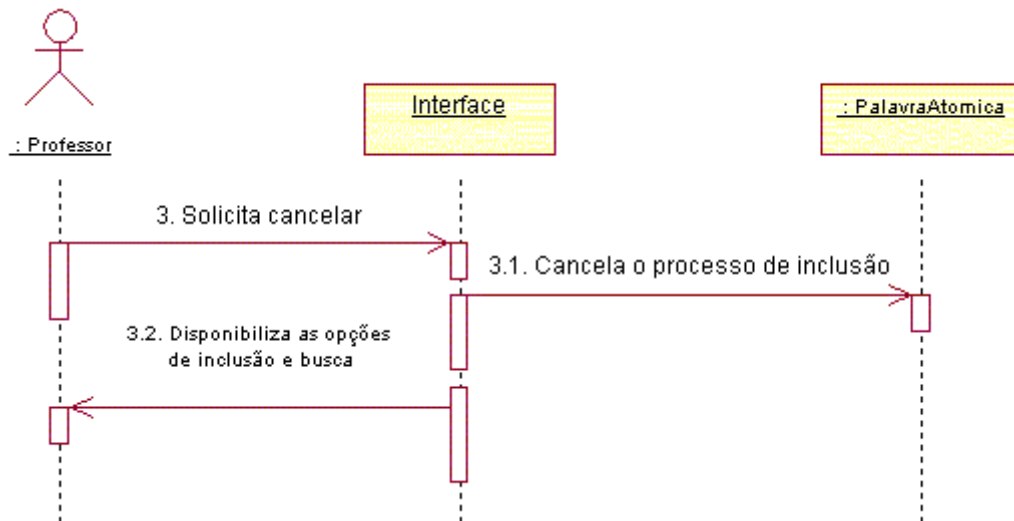 : Professor
Interface
: PalavraAtomica
3. Solicita cancelar
3.1. Cancela o processo de inclusão
3.2. Disponibiliza as opções
de inclusão e busca